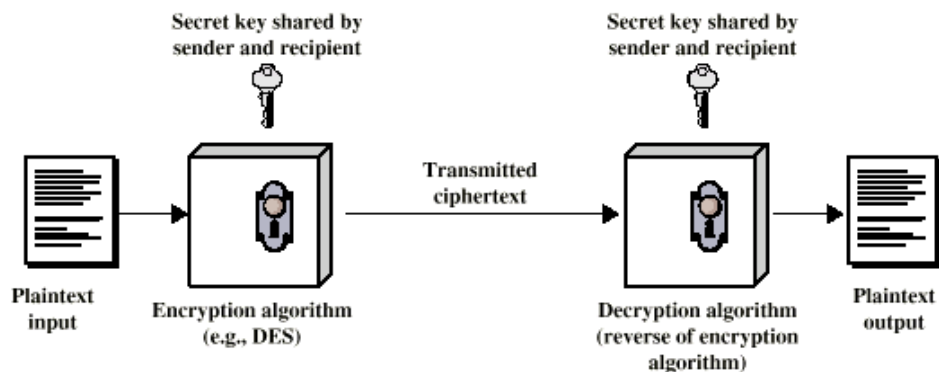 Secret key shared by
sender and recipient
Secret key shared by
sender and recipient
Transmitted
ciphertext
Plaintext
input
Encryption algorithm
(e.g., DES)
Decryption algorithm
(reverse of encryption
algorithm)
Plaintext
output